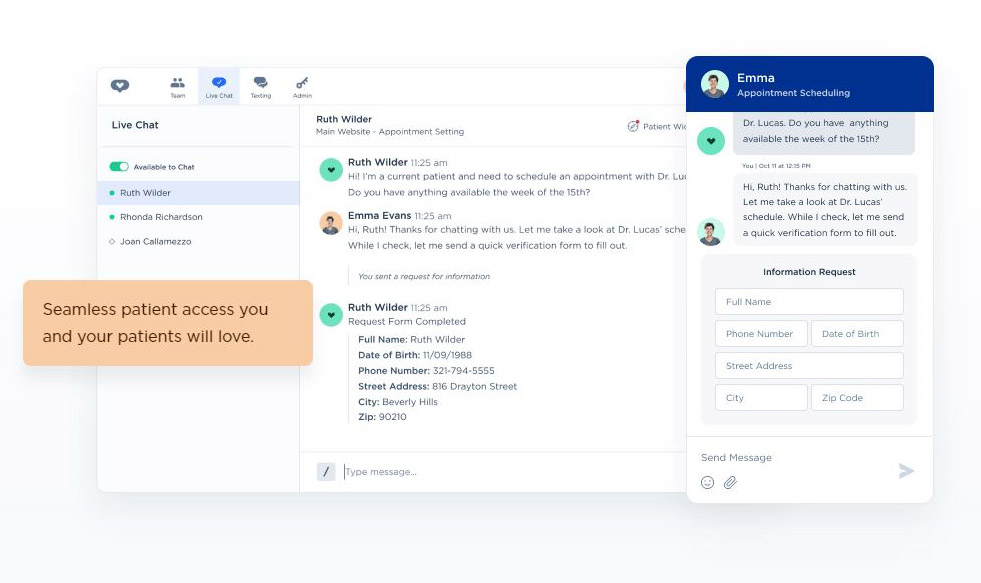 Team
Live Chat
Texting
Admin
Live Chat
Available to Chat
Ruth Wilder
Rhonda Richardson
Joan Callamezzo
Seamless patient access you
and your patients will love.
Ruth Wilder
Main Website - Appointment Setting
Patient Wid
Ruth Wilder 11:25 am
Hi! I'm a current patient and need to schedule an appointment with Dr. Luc
Do you have anything available the week of the 15th?
Emma Evans 11:25 am
Hi, Ruth! Thanks for chatting with us. Let me take a look at Dr. Lucas' sche
While I check, let me send a quick verification form to fill out.
You sent a request for information
Ruth Wilder 11:25 am
Request Form Completed
Full Name: Ruth Wilder
Date of Birth: 11/09/1988
Phone Number: 321-794-5555
Street Address: 816 Drayton Street
City: Beverly Hills
Zip: 90210
/ Type message...
Emma
Appointment Scheduling
Dr. Lucas. Do you have anything
available the week of the 15th?
You | Oct 11 at 12:15 PM
Hi, Ruth! Thanks for chatting with us.
Let me take a look at Dr. Lucas'
schedule. While I check, let me send
a quick verification form to fill out.
Information Request
Full Name
Phone Number Date of Birth
Street Address
City Zip Code
Send Message